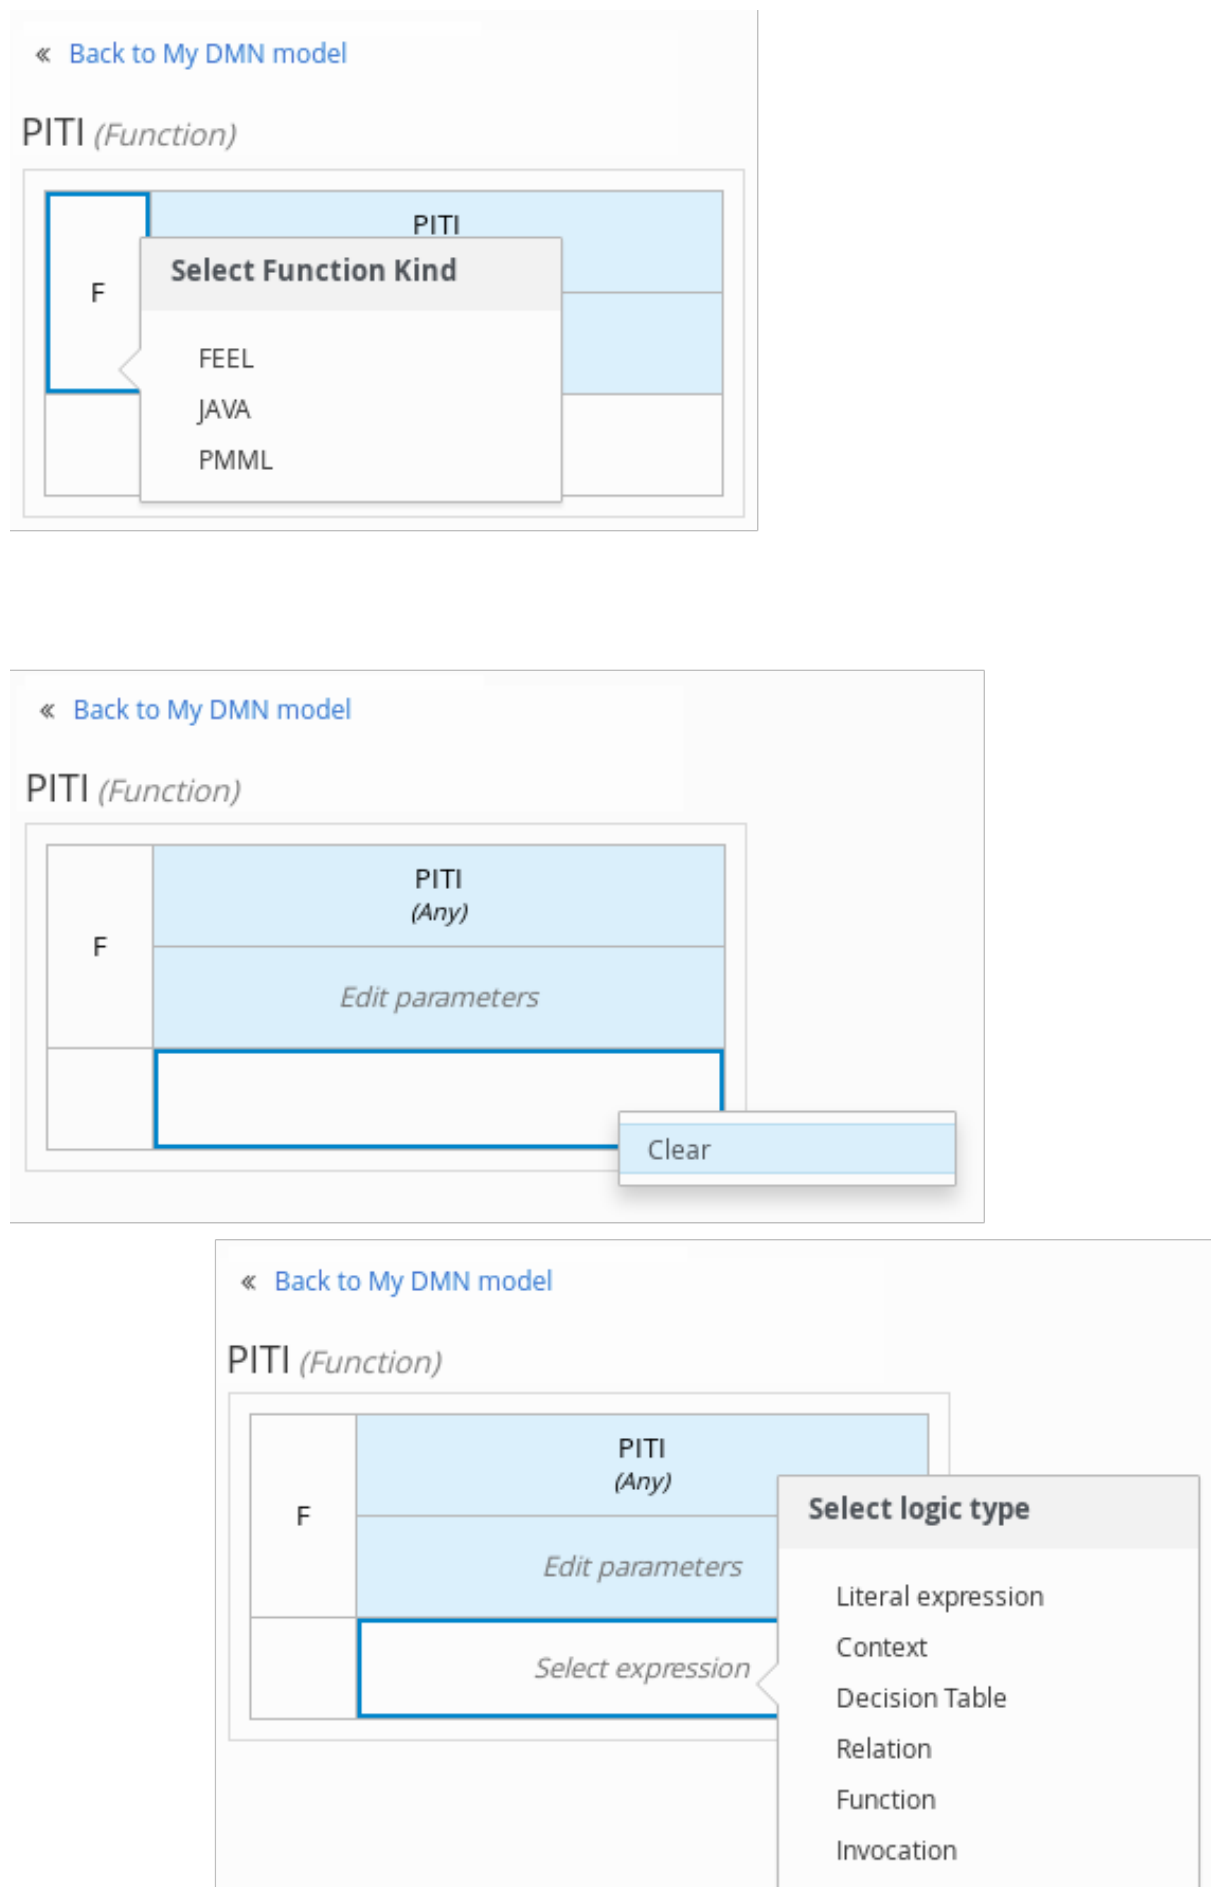 « Back to My DMN model
PITI (Function)
PITI
F
Select Function Kind
FEEL
JAVA
PMML
« Back to My DMN model
PITI (Function)
PITI
(Any)
F
Edit parameters
Clear
« Back to My DMN model
PITI (Function)
PITI
(Any)
F
Edit parameters
Select expression
Select logic type
Literal expression
Context
Decision Table
Relation
Function
Invocation